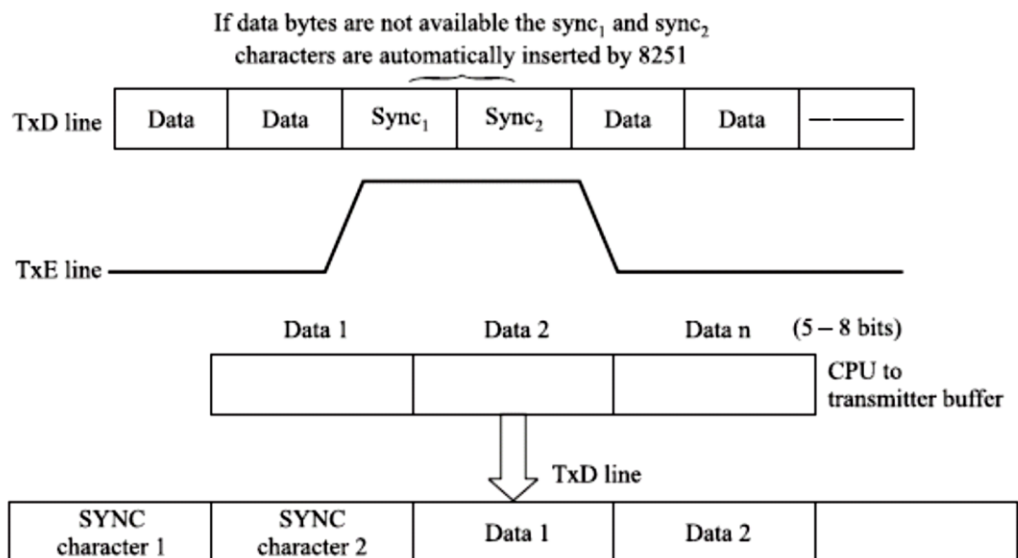 If data bytes are not available the sync₁ and sync₂
characters are automatically inserted by 8251
TxD line
Data
Data
Sync₁
Sync₂
Data
Data
TxE line
Data 1
Data 2
Data n
(5 – 8 bits)
CPU to
transmitter buffer
TxD line
SYNC
character 1
SYNC
character 2
Data 1
Data 2